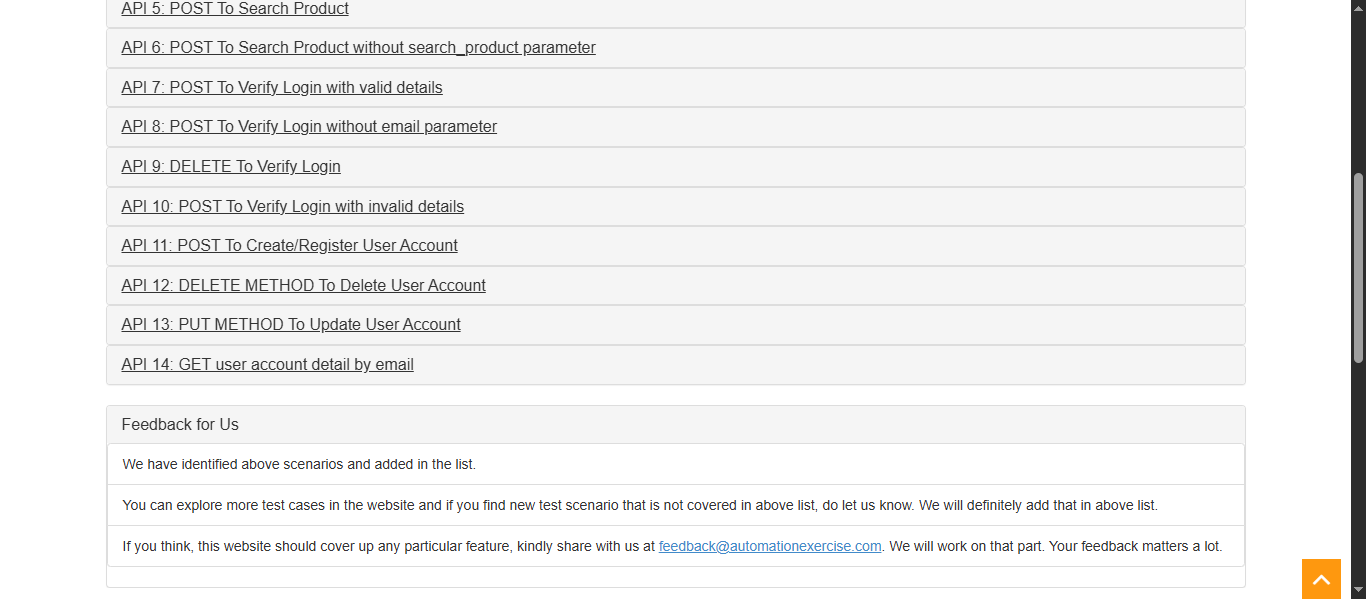 API 5: POST To Search Product
API 6: POST To Search Product without search_product parameter
API 7: POST To Verify Login with valid details
API 8: POST To Verify Login without email parameter
API 9: DELETE To Verify Login
API 10: POST To Verify Login with invalid details
API 11: POST To Create/Register User Account
API 12: DELETE METHOD To Delete User Account
API 13: PUT METHOD To Update User Account
API 14: GET user account detail by email
Feedback for Us
We have identified above scenarios and added in the list.
You can explore more test cases in the website and if you find new test scenario that is not covered in above list, do let us know. We will definitely add that in above list.
If you think, this website should cover up any particular feature, kindly share with us at feedback@automationexercise.com. We will work on that part. Your feedback matters a lot.